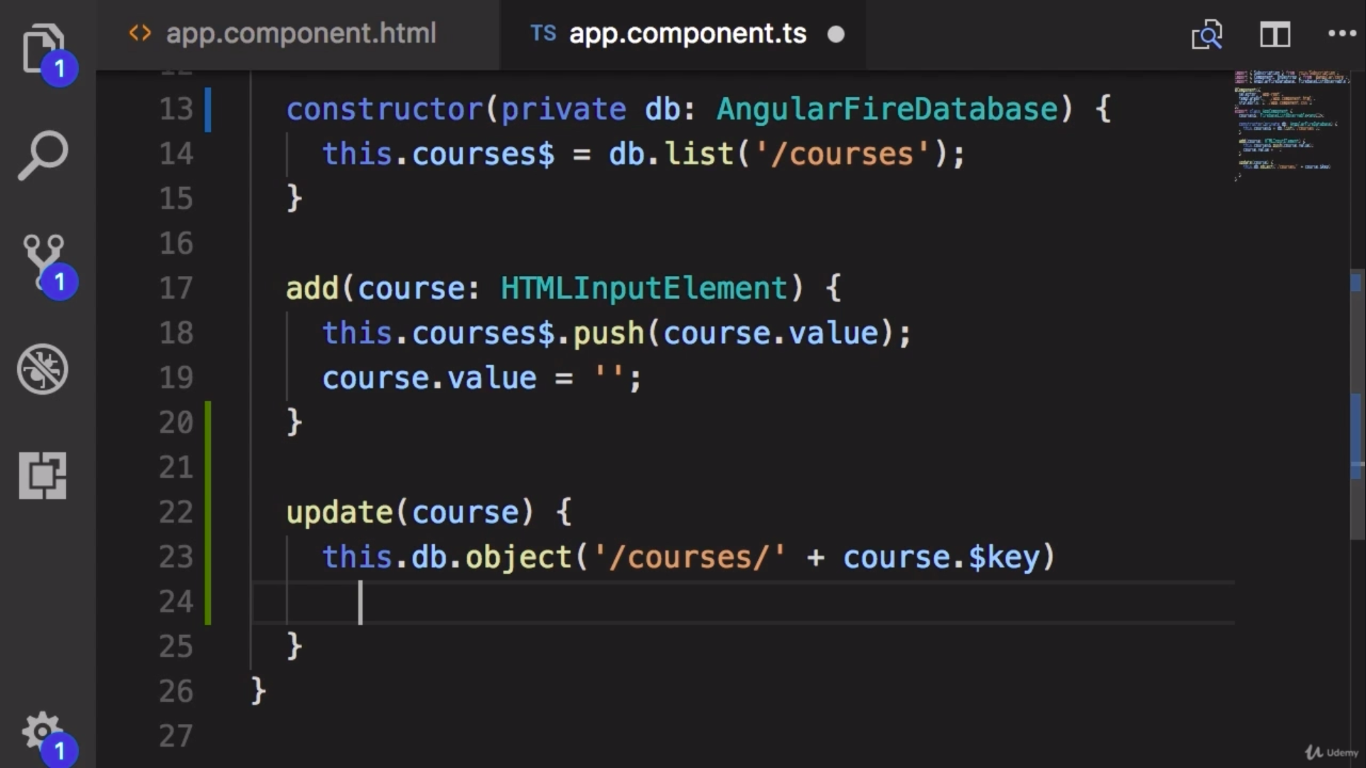 app.component.html
TS app.component.ts
1
12
13 constructor(private db: AngularFireDatabase) {
14 this.courses$ = db.list('/courses');
15 }
16
17 add(course: HTMLInputElement) {
18 this.courses$.push(course.value);
19 course.value = '';
20 }
21
22 update(course) {
23 this.db.object('/courses/' + course.$key)
24
25 }
26 }
27
1
1
Udemy